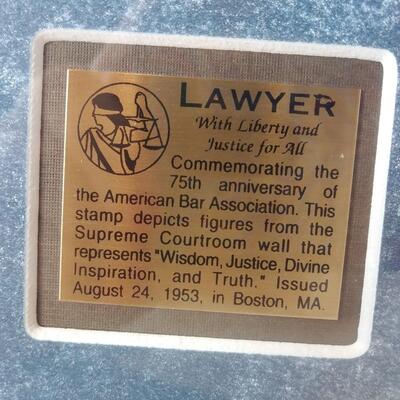 LAWYER
With Liberty and
Justice for All
Commemorating the
75th anniversary of
the American Bar Association. This
stamp depicts figures from the
Supreme Courtroom wall that
represents "Wisdom, Justice, Divine
Inspiration, and Truth." Issued
August 24, 1953, in Boston, MA.